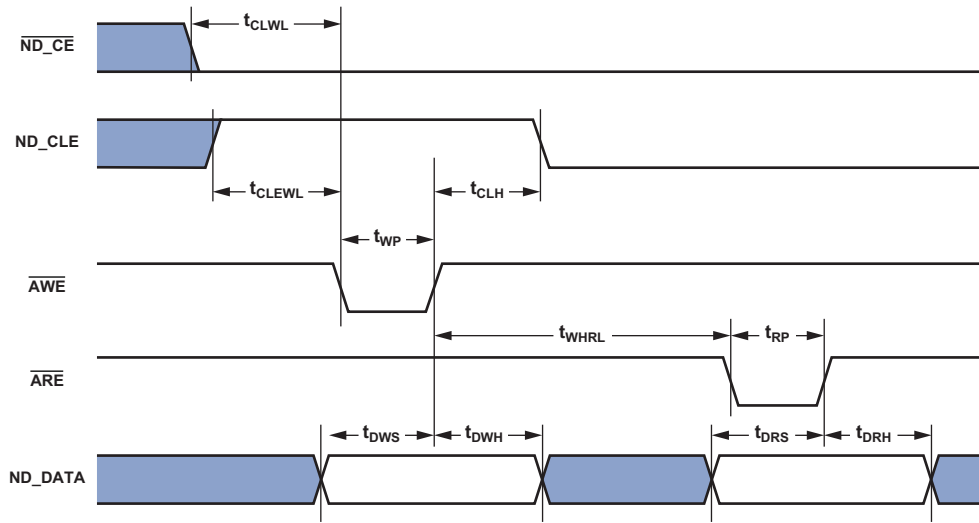 ND_CE
tCLWL
ND_CLE
tCLEWL
tCLH
tWP
AWE
tWHRL
tRP
ARE
tDWS
tDWH
tDRS
tDRH
ND_DATA